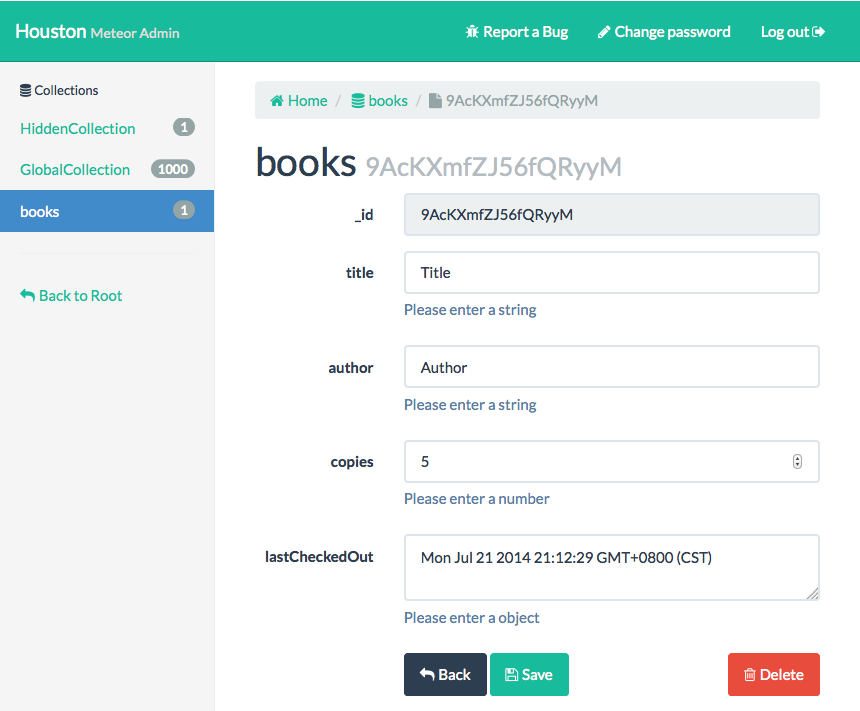 Houston Meteor Admin
Report a Bug
Change password
Log out
Collections
HiddenCollection 1
GlobalCollection 1000
books 1
Back to Root
Home / books / 9AcKXmfZJ56fQRyyM
books 9AcKXmfZJ56fQRyyM
_id 9AcKXmfZJ56fQRyyM
title Title
Please enter a string
author Author
Please enter a string
copies 5
Please enter a number
lastCheckedOut Mon Jul 21 2014 21:12:29 GMT+0800 (CST)
Please enter a object
Back Save Delete